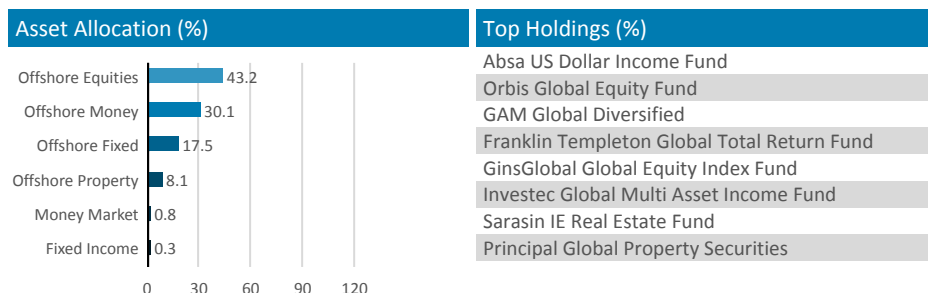 Asset Allocation (%)
Offshore Equities 43.2
Offshore Money 30.1
Offshore Fixed 17.5
Offshore Property 8.1
Money Market 0.8
Fixed Income 0.3
0 30 60 90 120
Top Holdings (%)
Absa US Dollar Income Fund
Orbis Global Equity Fund
GAM Global Diversified
Franklin Templeton Global Total Return Fund
GinsGlobal Global Equity Index Fund
Investec Global Multi Asset Income Fund
Sarasin IE Real Estate Fund
Principal Global Property Securities